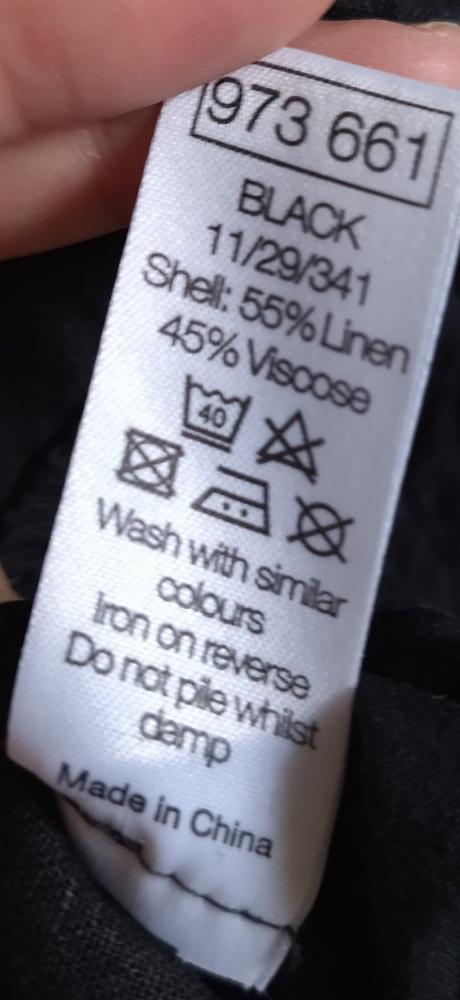 973 661
BLACK
11/29/341
Shell: 55% Linen
45% Viscose
40
Wash with similar
colours
Iron on reverse
Do not pile whilst
damp
Made in China